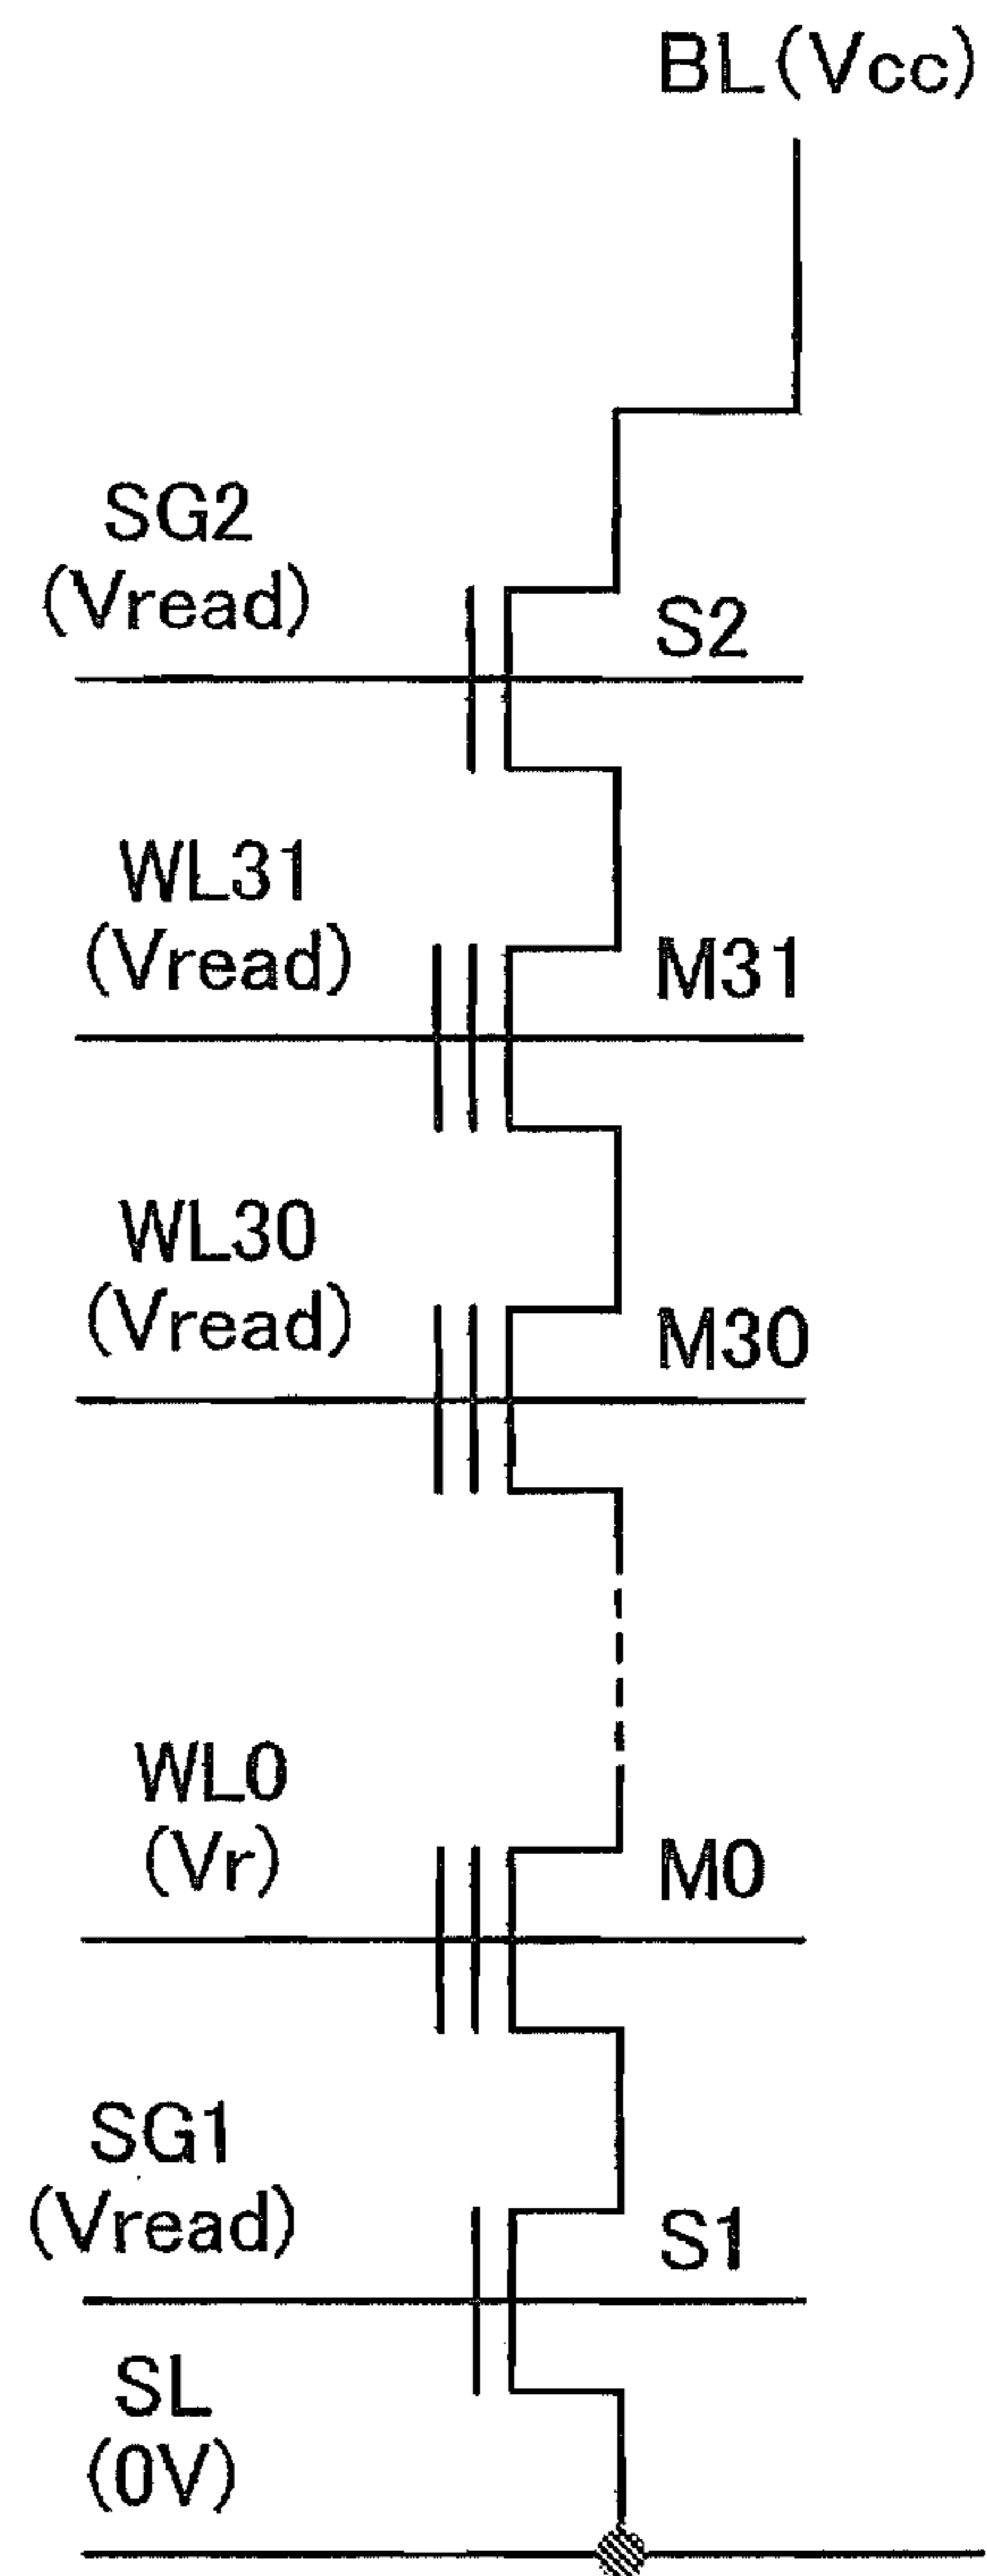 BL(Vcc)
SG2
(Vread)
S2
WL31
(Vread)
M31
WL30
(Vread)
M30
WL0
(Vr)
M0
SG1
(Vread)
S1
SL
(0V)